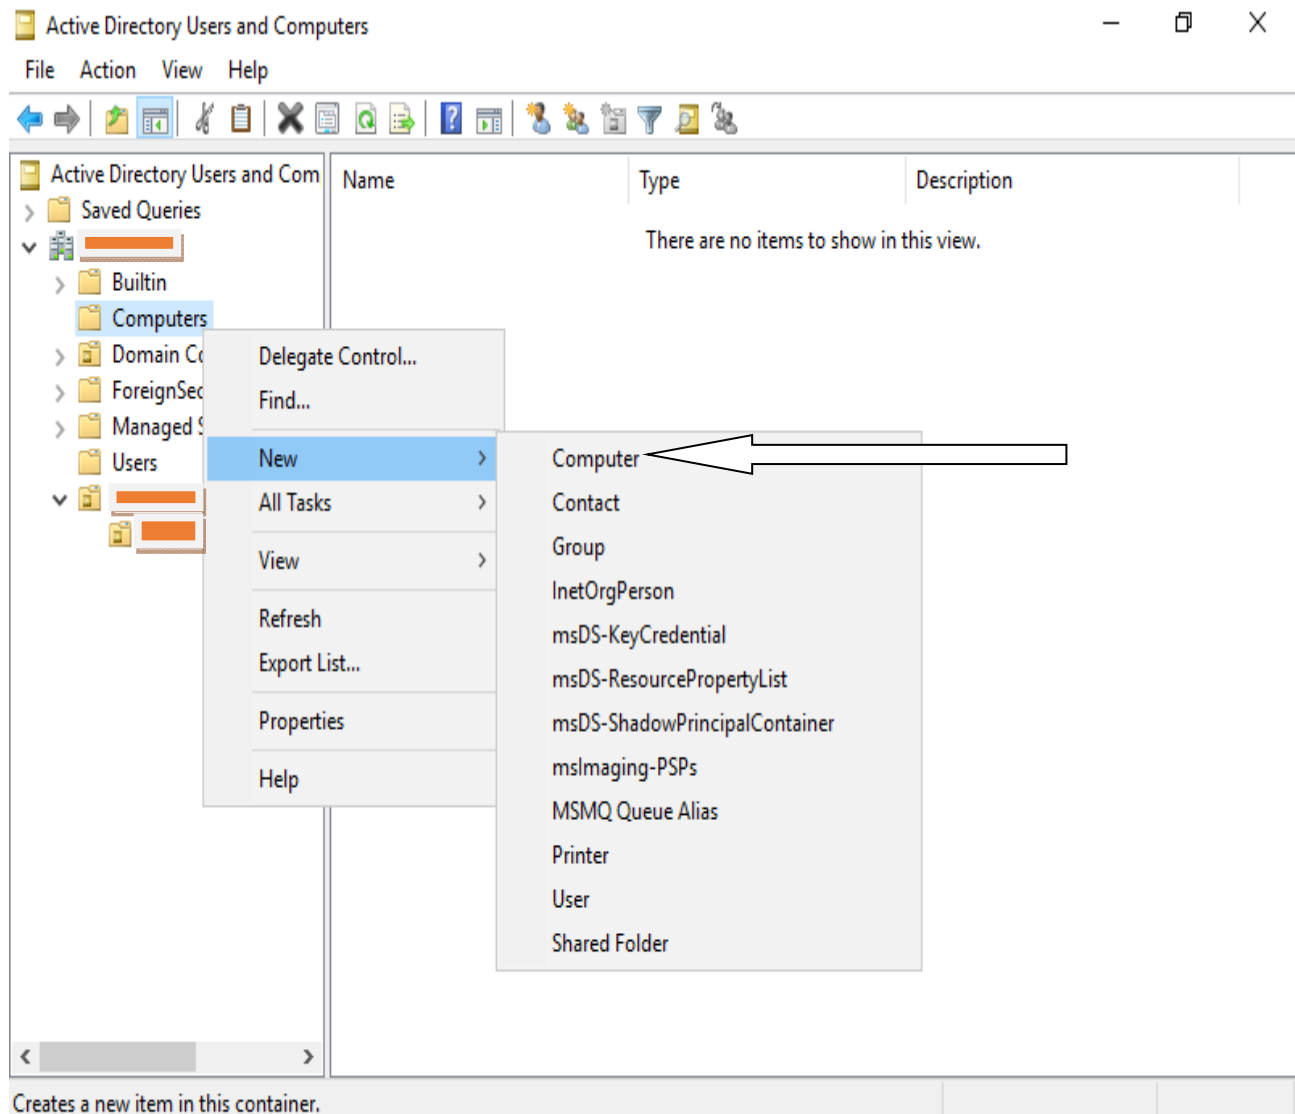 Active Directory Users and Computers
File Action View Help
Active Directory Users and Com
Name Type Description
Saved Queries
There are no items to show in this view.
Builtin
Computers
Domain Co
ForeignSec
Managed S
Users
Delegate Control...
Find...
New
All Tasks
View
Refresh
Export List...
Properties
Help
Computer
Contact
Group
InetOrgPerson
msDS-KeyCredential
msDS-ResourcePropertyList
msDS-ShadowPrincipalContainer
msImaging-PSPs
MSMQ Queue Alias
Printer
User
Shared Folder
Creates a new item in this container.